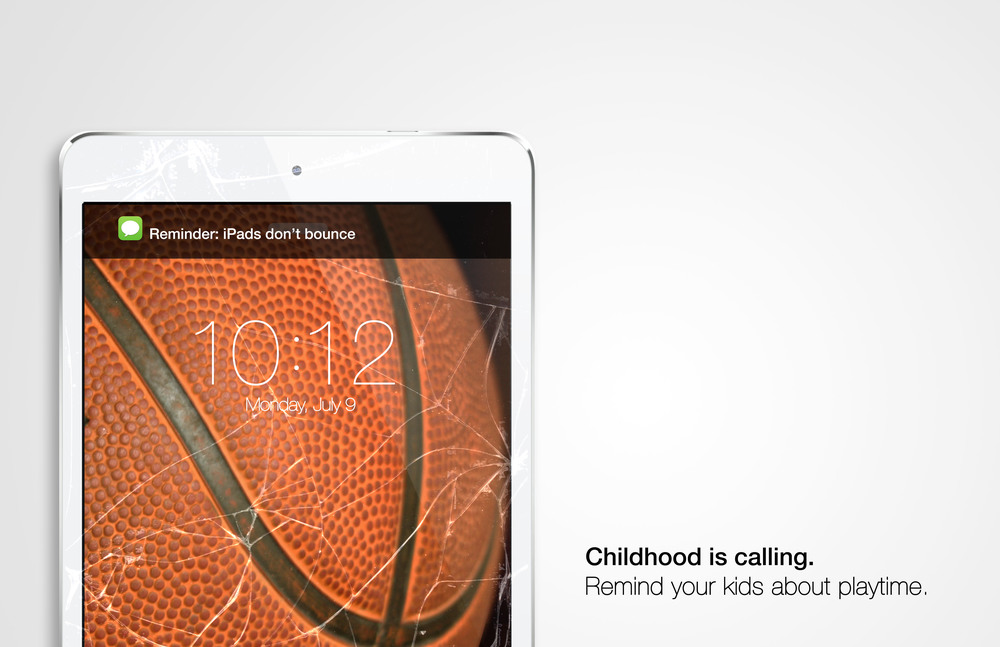 Reminder: iPads don't bounce
10:12
Monday, July 9
Childhood is calling.
Remind your kids about playtime.